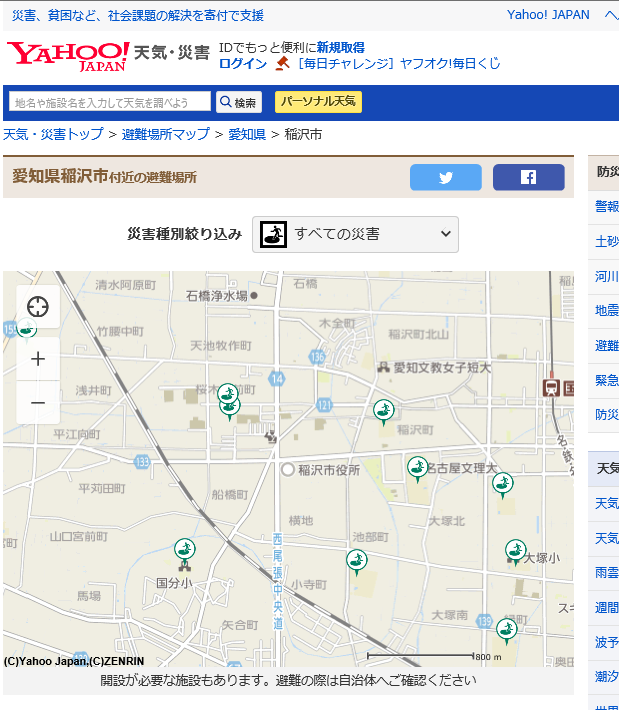 災害、貧困など、社会課題の解決を寄付で支援
Yahoo! JAPAN
YAHOO! JAPAN 天気・災害
IDでもっと便利に新規取得
ログイン [毎日チャレンジ] ヤフオク!毎日くじ
地名や施設名を入力して天気を調べよう 検索 パーソナル天気
天気・災害トップ > 避難場所マップ > 愛知県 > 稲沢市
愛知県稲沢市付近の避難場所
防災
警報
災害種別絞り込み すべての災害
土砂
河川
清水阿原町
石橋
石橋浄水場
地震
木全町
竹腰中町
稲沢町北山
天池牧作町
避難
136
愛知文教女子短大
14
緊急
浅井町
桜木
前町
121
防災
平江向町
稲沢町
133
稲沢市役所
名古屋文理大
名鉄
天気
平苅田町
船橋町
天気
横地
大塚北
山口宮前町
西尾張中央道
池部町
天気
大塚小
雨雲
国分小
小寺町
馬場
週間
大塚南
139
矢合町
波予
800 m
(C)Yahoo Japan,(C)ZENRIN
開設が必要な施設もあります。避難の際は自治体へご確認ください
潮汐
世界